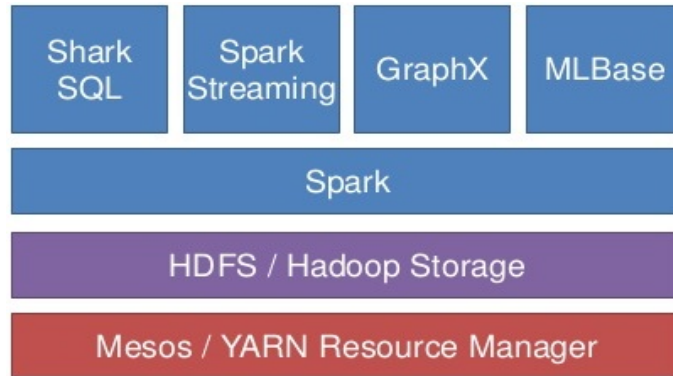 Shark
SQL
Spark
Streaming
GraphX
MLBase
Spark
HDFS / Hadoop Storage
Mesos / YARN Resource Manager